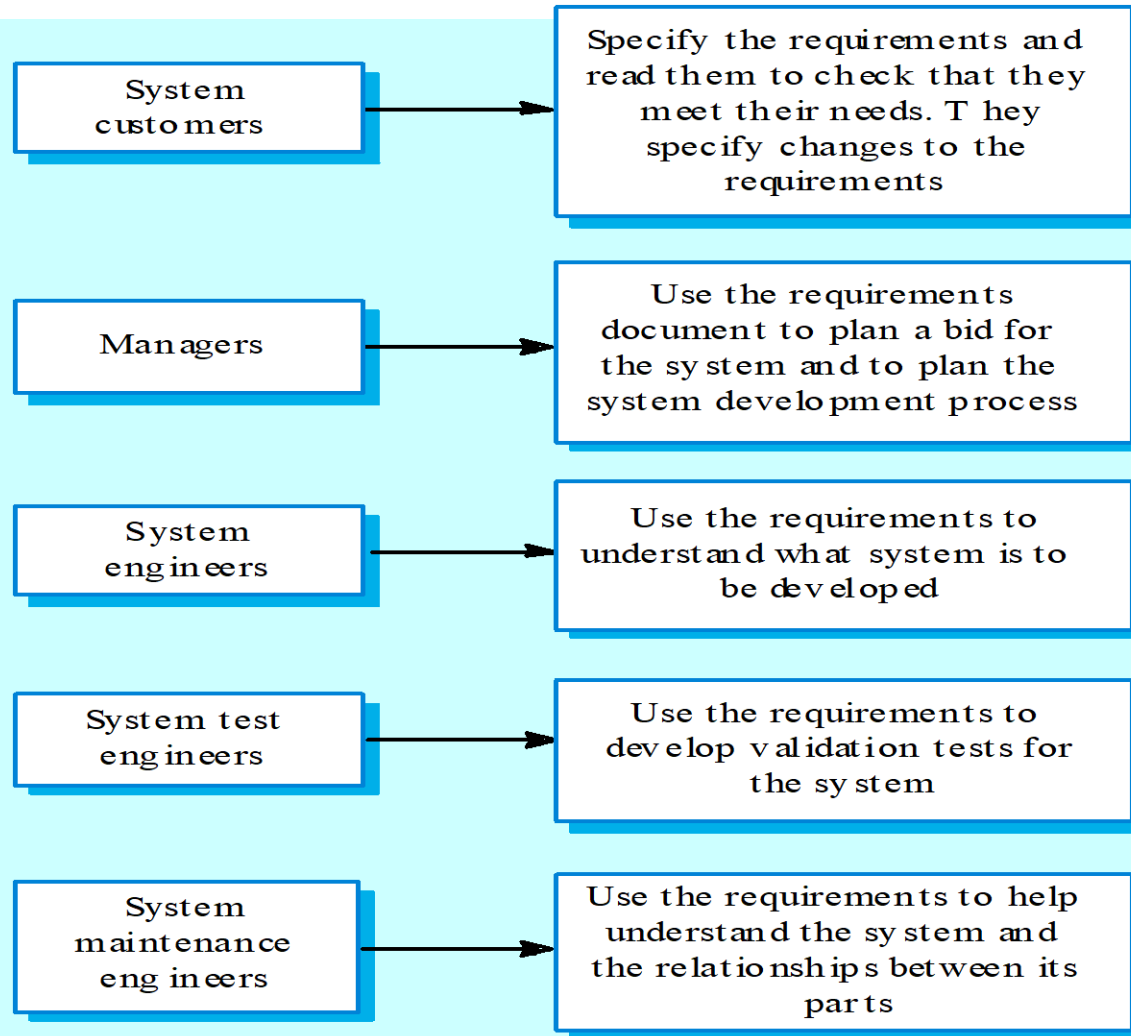 System
customers
Specify the requirements and
read them to check that they
meet their needs. T hey
specify changes to the
requirements
Managers
Use the requirements
document to plan a bid for
the system and to plan the
system development process
System
engineers
Use the requirements to
understand what system is to
be developed
System test
engineers
Use the requirements to
develop validation tests for
the system
System
maintenance
engineers
Use the requirements to help
understand the system and
the relationships between its
parts